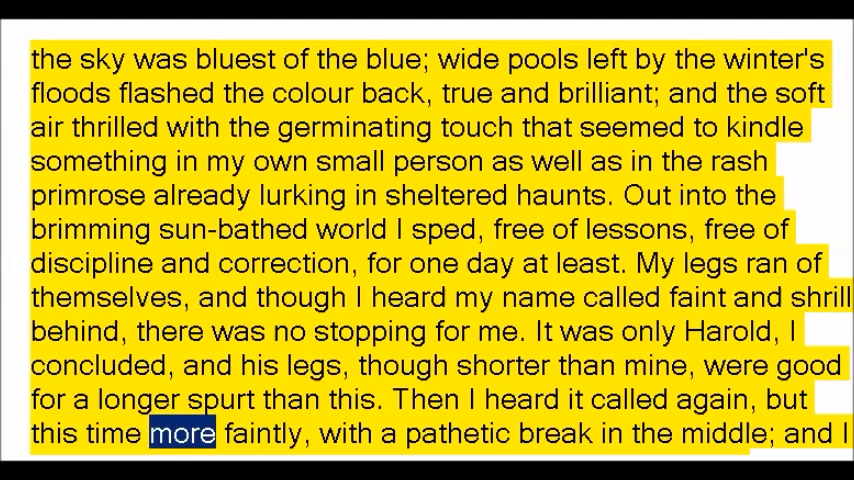 the sky was bluest of the blue; wide pools left by the winter's
floods flashed the colour back, true and brilliant; and the soft
air thrilled with the germinating touch that seemed to kindle
something in my own small person as well as in the rash
primrose already lurking in sheltered haunts. Out into the
brimming sun-bathed world I sped, free of lessons, free of
discipline and correction, for one day at least. My legs ran of
themselves, and though I heard my name called faint and shrill
behind, there was no stopping for me. It was only Harold, I
concluded, and his legs, though shorter than mine, were good
for a longer spurt than this. Then I heard it called again, but
this time more faintly, with a pathetic break in the middle; and I